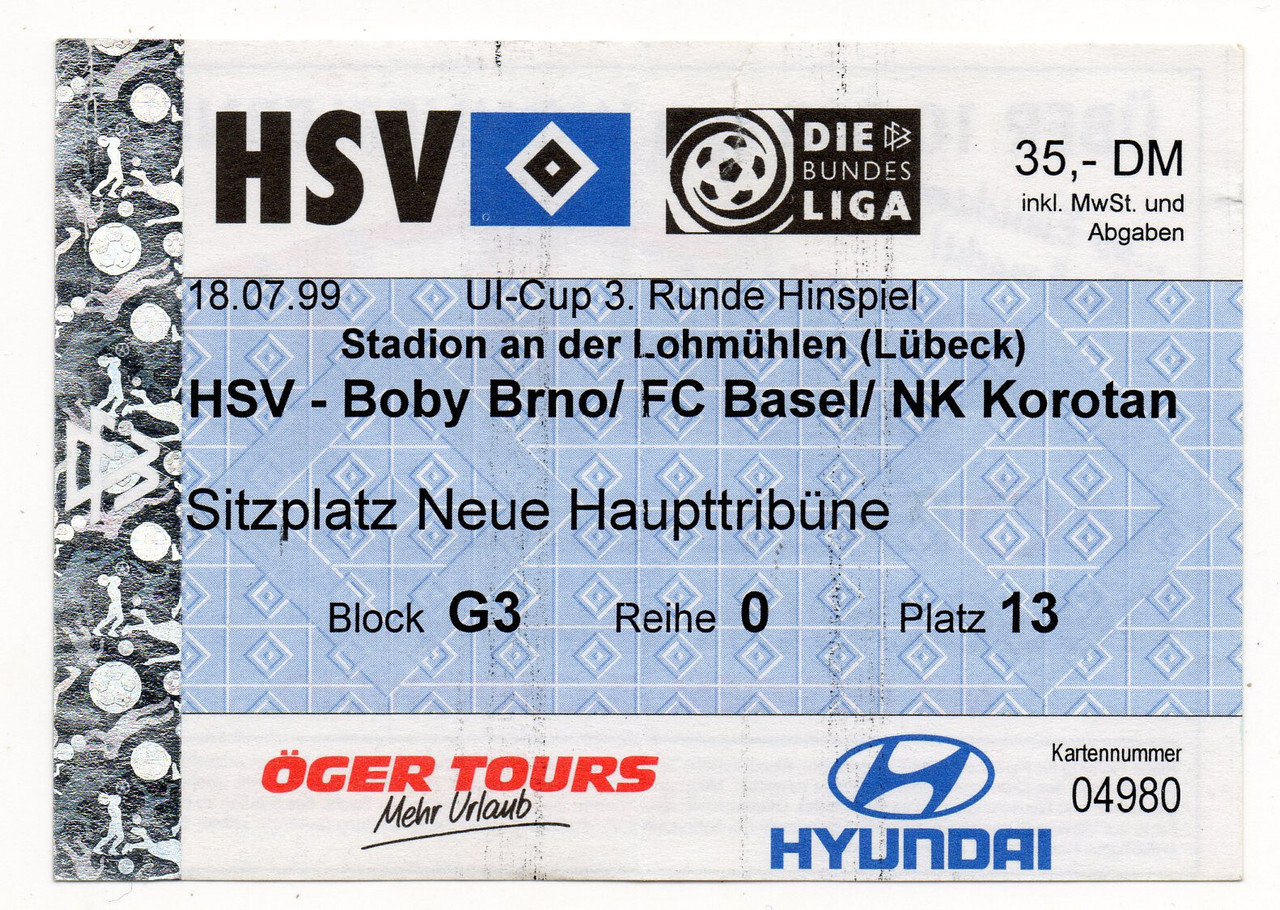 HSV
DIE DFB
BUNDES
LIGA
35,- DM
inkl. MwSt. und
Abgaben
18.07.99 UI-Cup 3. Runde Hinspiel
Stadion an der Lohmühlen (Lübeck)
HSV - Boby Brno/ FC Basel/ NK Korotan
Sitzplatz Neue Haupttribüne
Block G3 Reihe 0 Platz 13
ÖGER TOURS
Mehr Urlaub
HYUNDAI
Kartennummer
04980